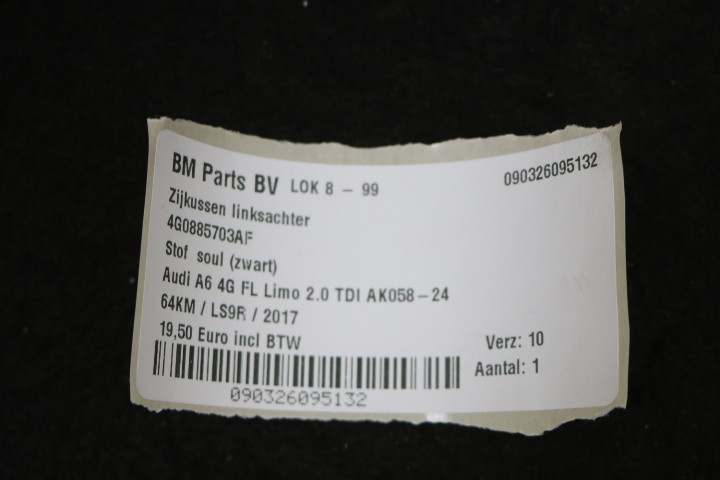 BM Parts BV LOK 8 - 99 090326095132
Zijkussen linksachter
4G0885703AF
Stof soul (zwart)
Audi A6 4G FL Limo 2.0 TDI AK058-24
64KM / LS9R / 2017
19,50 Euro incl BTW Verz: 10
Aantal: 1
090326095132